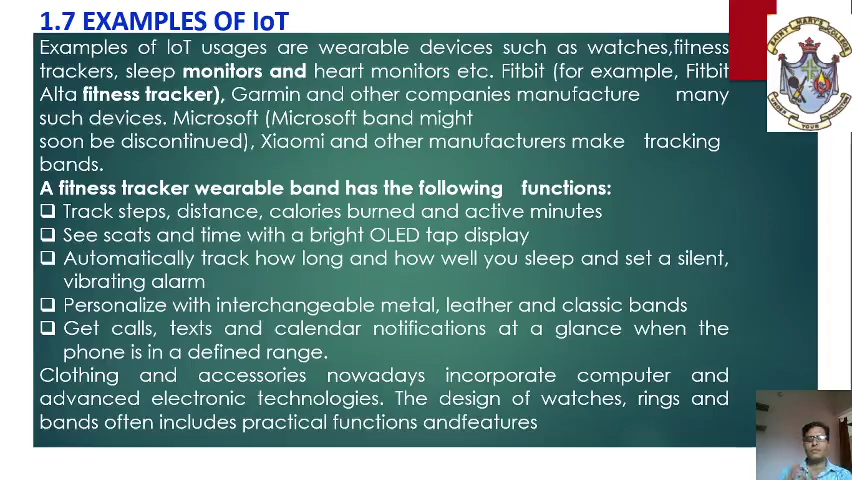 1.7 EXAMPLES OF IoT
Examples of IoT usages are wearable devices such as watches,fitness
trackers, sleep monitors and heart monitors etc. Fitbit (for example, Fitbit
Alta fitness tracker), Garmin and other companies manufacture many
such devices. Microsoft (Microsoft band might
soon be discontinued), Xiaomi and other manufacturers make tracking
bands.
A fitness tracker wearable band has the following functions:
❑ Track steps, distance, calories burned and active minutes
❑ See scats and time with a bright OLED tap display
❑ Automatically track how long and how well you sleep and set a silent,
vibrating alarm
❑ Personalize with interchangeable metal, leather and classic bands
❑ Get calls, texts and calendar notifications at a glance when the
phone is in a defined range.
Clothing and accessories nowadays incorporate computer and
advanced electronic technologies. The design of watches, rings and
bands often includes practical functions andfeatures
SAINT MARY'S COLLEGE